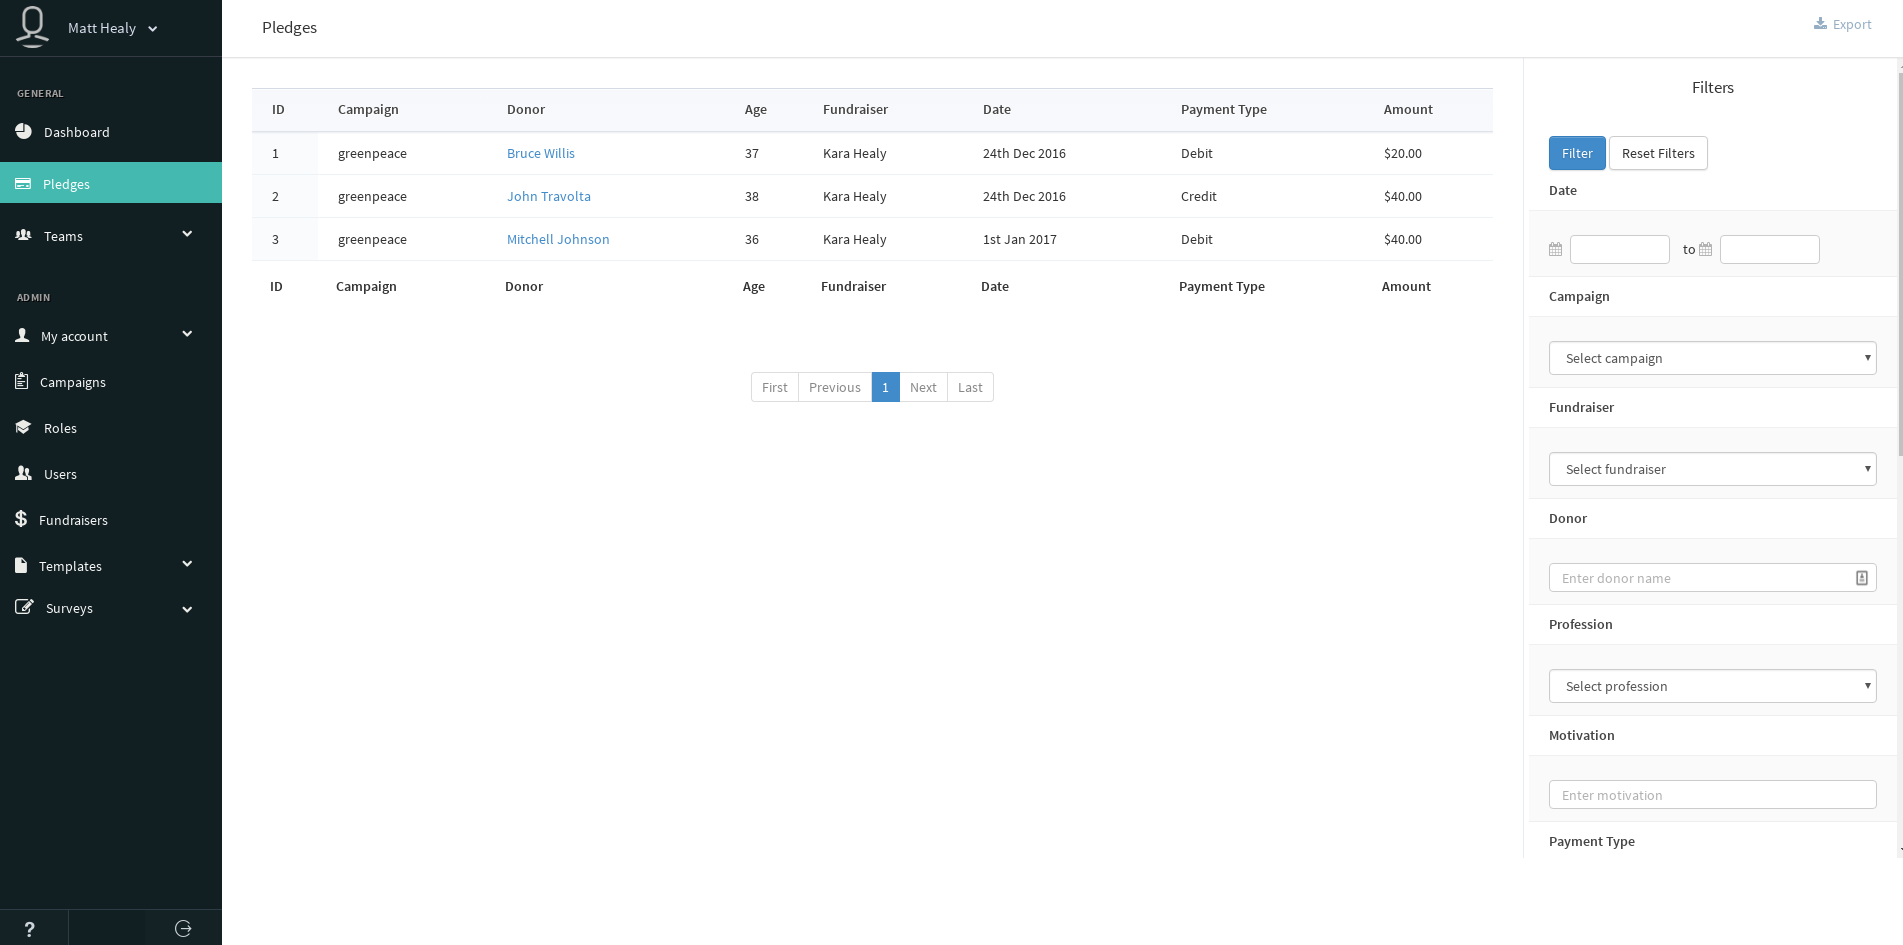 Matt Healy
GENERAL
Dashboard
Pledges
Teams
ADMIN
My account
Campaigns
Roles
Users
Fundraisers
Templates
Surveys
?
Pledges
Export
ID Campaign Donor Age Fundraiser Date Payment Type Amount
1 greenpeace Bruce Willis 37 Kara Healy 24th Dec 2016 Debit $20.00
2 greenpeace John Travolta 38 Kara Healy 24th Dec 2016 Credit $40.00
3 greenpeace Mitchell Johnson 36 Kara Healy 1st Jan 2017 Debit $40.00
ID Campaign Donor Age Fundraiser Date Payment Type Amount
First Previous 1 Next Last
Filters
Filter Reset Filters
Date
to
Campaign
Select campaign
Fundraiser
Select fundraiser
Donor
Enter donor name
Profession
Select profession
Motivation
Enter motivation
Payment Type